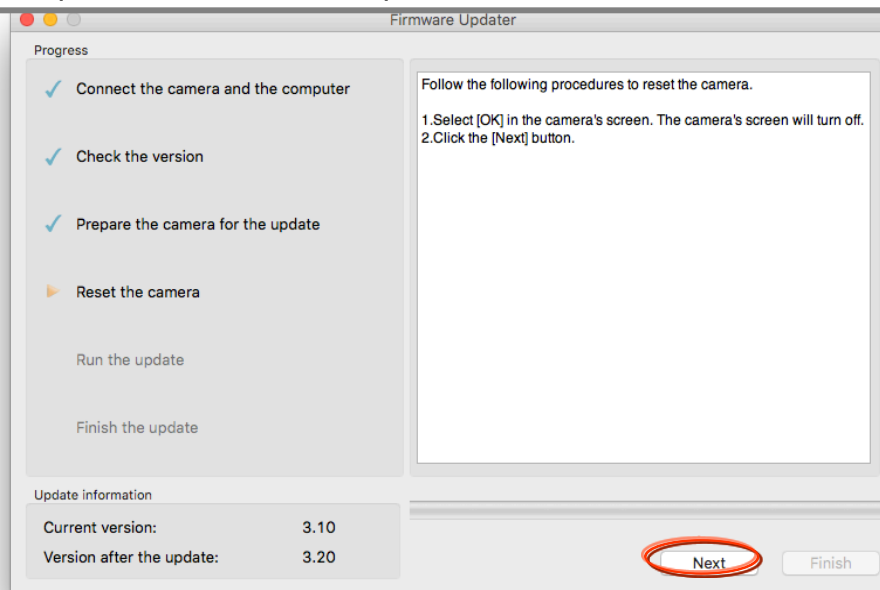 Firmware Updater
Progress
Connect the camera and the computer
Check the version
Prepare the camera for the update
Reset the camera
Run the update
Finish the update
Follow the following procedures to reset the camera.
1.Select [OK] in the camera's screen. The camera's screen will turn off.
2.Click the [Next] button.
Update information
Current version: 3.10
Version after the update: 3.20
Next
Finish